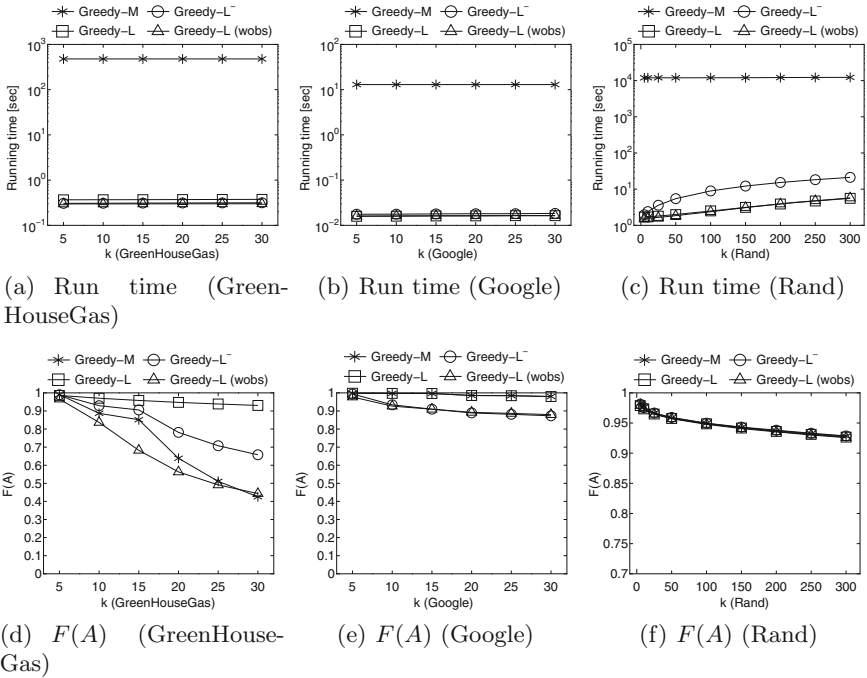 Greedy-M Greedy-L⁻
Greedy-L Greedy-L (wobs)
10³
10²
10¹
10⁰
10⁻¹
Running time [sec]
5 10 15 20 25 30
k (GreenHouseGas)
(a) Run time (Green-
HouseGas)
Greedy-M Greedy-L⁻
Greedy-L Greedy-L (wobs)
10²
10⁰
10⁻²
Running time [sec]
5 10 15 20 25 30
k (Google)
(b) Run time (Google)
Greedy-M Greedy-L⁻
Greedy-L Greedy-L (wobs)
10⁵
10⁴
10³
10²
10¹
10⁰
Running time [sec]
0 50 100 150 200 250 300
k (Rand)
(c) Run time (Rand)
Greedy-M Greedy-L⁻
Greedy-L Greedy-L (wobs)
1
0.9
0.8
0.7
0.6
0.5
0.4
0.3
0.2
0.1
0
F(A)
5 10 15 20 25 30
k (GreenHouseGas)
(d) F(A) (GreenHouse-
Gas)
Greedy-M Greedy-L⁻
Greedy-L Greedy-L (wobs)
1
0.9
0.8
0.7
0.6
0.5
0.4
0.3
0.2
0.1
0
F(A)
5 10 15 20 25 30
k (Google)
(e) F(A) (Google)
Greedy-M Greedy-L⁻
Greedy-L Greedy-L (wobs)
1
0.95
0.9
0.85
0.8
0.75
0.7
F(A)
0 50 100 150 200 250 300
k (Rand)
(f) F(A) (Rand)